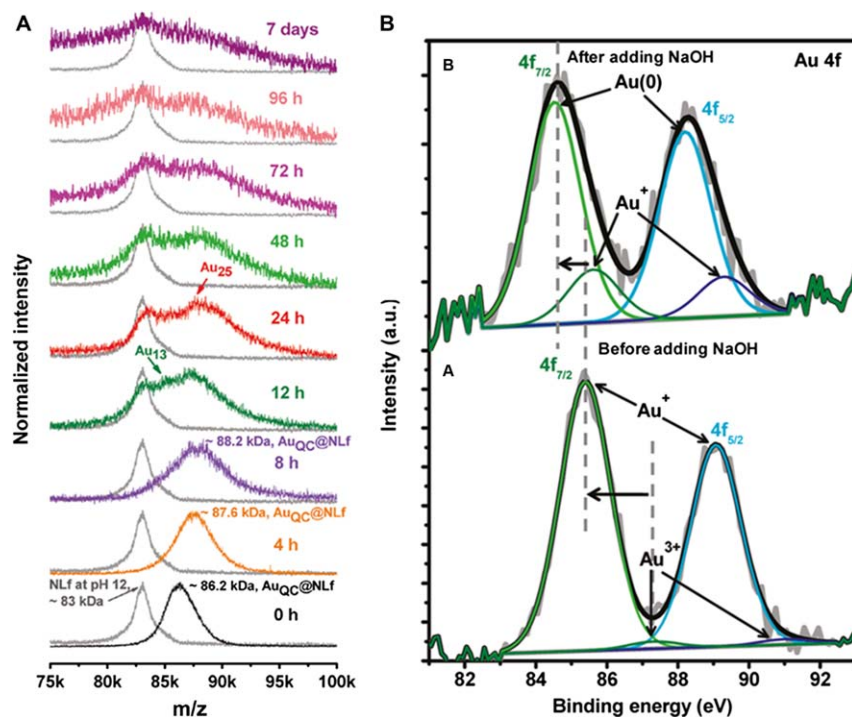 A
7 days
96 h
72 h
48 h
Au25
24 h
Au13
12 h
~ 88.2 kDa, AuQC@NLf
8 h
~ 87.6 kDa, AuQC@NLf
4 h
NLf at pH 12,
~ 83 kDa
~ 86.2 kDa, AuQC@NLf
0 h
Normalized intensity
75k 80k 85k 90k 95k 100k
m/z
B
B
After adding NaOH
Au 4f
4f7/2
Au(0)
4f5/2
Au+
Before adding NaOH
A
4f7/2
Au+
4f5/2
Au3+
Intensity (a.u.)
82 84 86 88 90 92
Binding energy (eV)